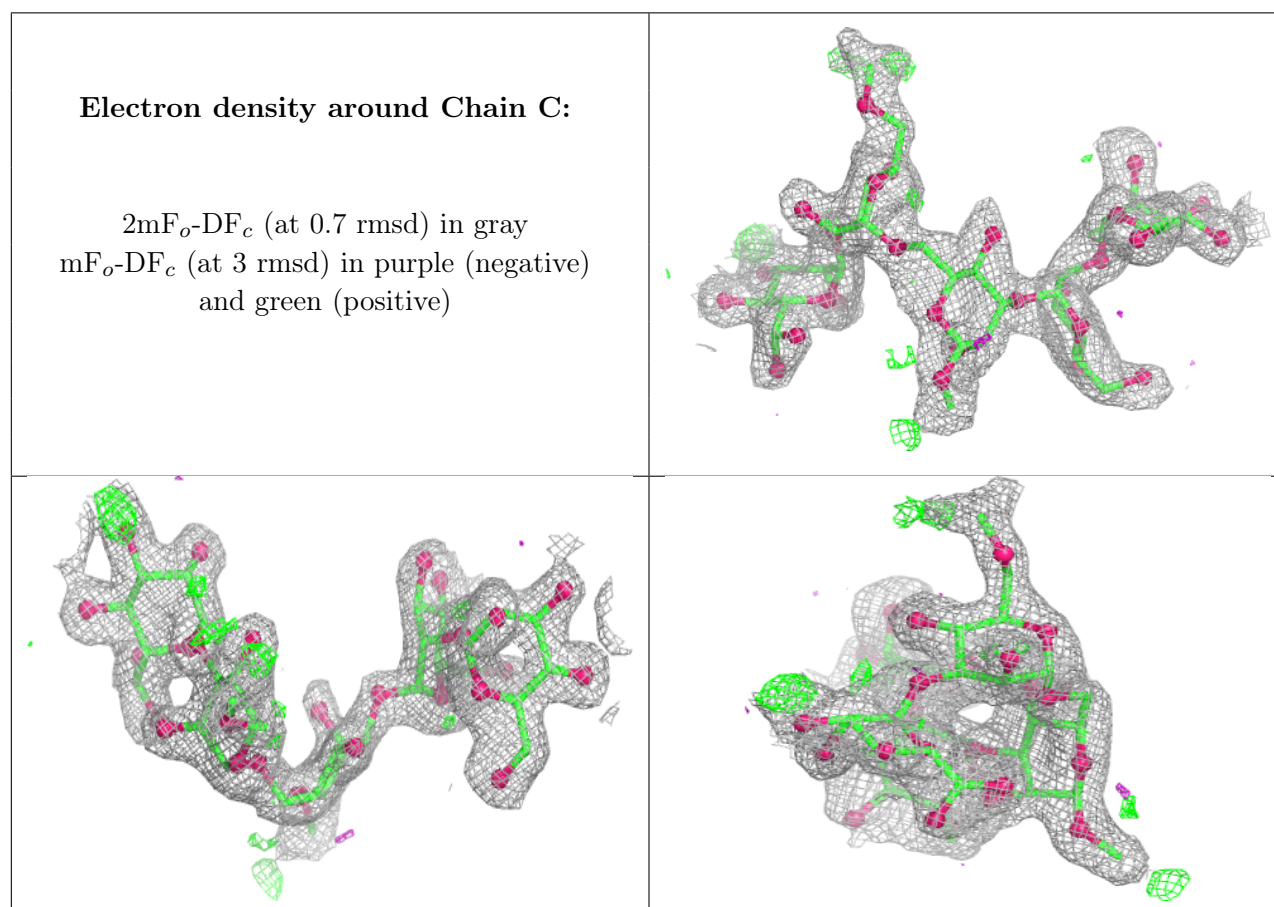 Electron density around Chain C:
2mFo-DFc (at 0.7 rmsd) in gray
mFo-DFc (at 3 rmsd) in purple (negative)
and green (positive)